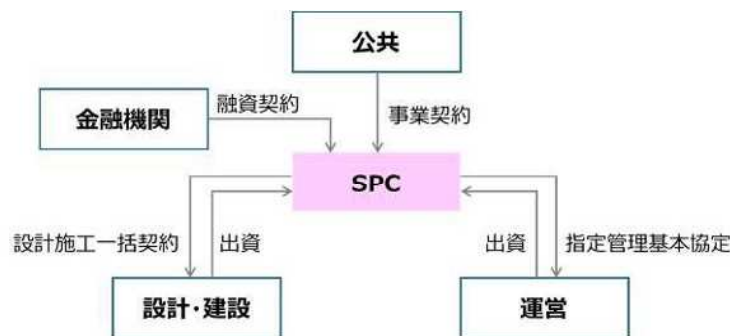 公共
金融機関
融資契約
事業契約
SPC
設計施工一括契約
出資
出資
指定管理基本協定
設計・建設
運営